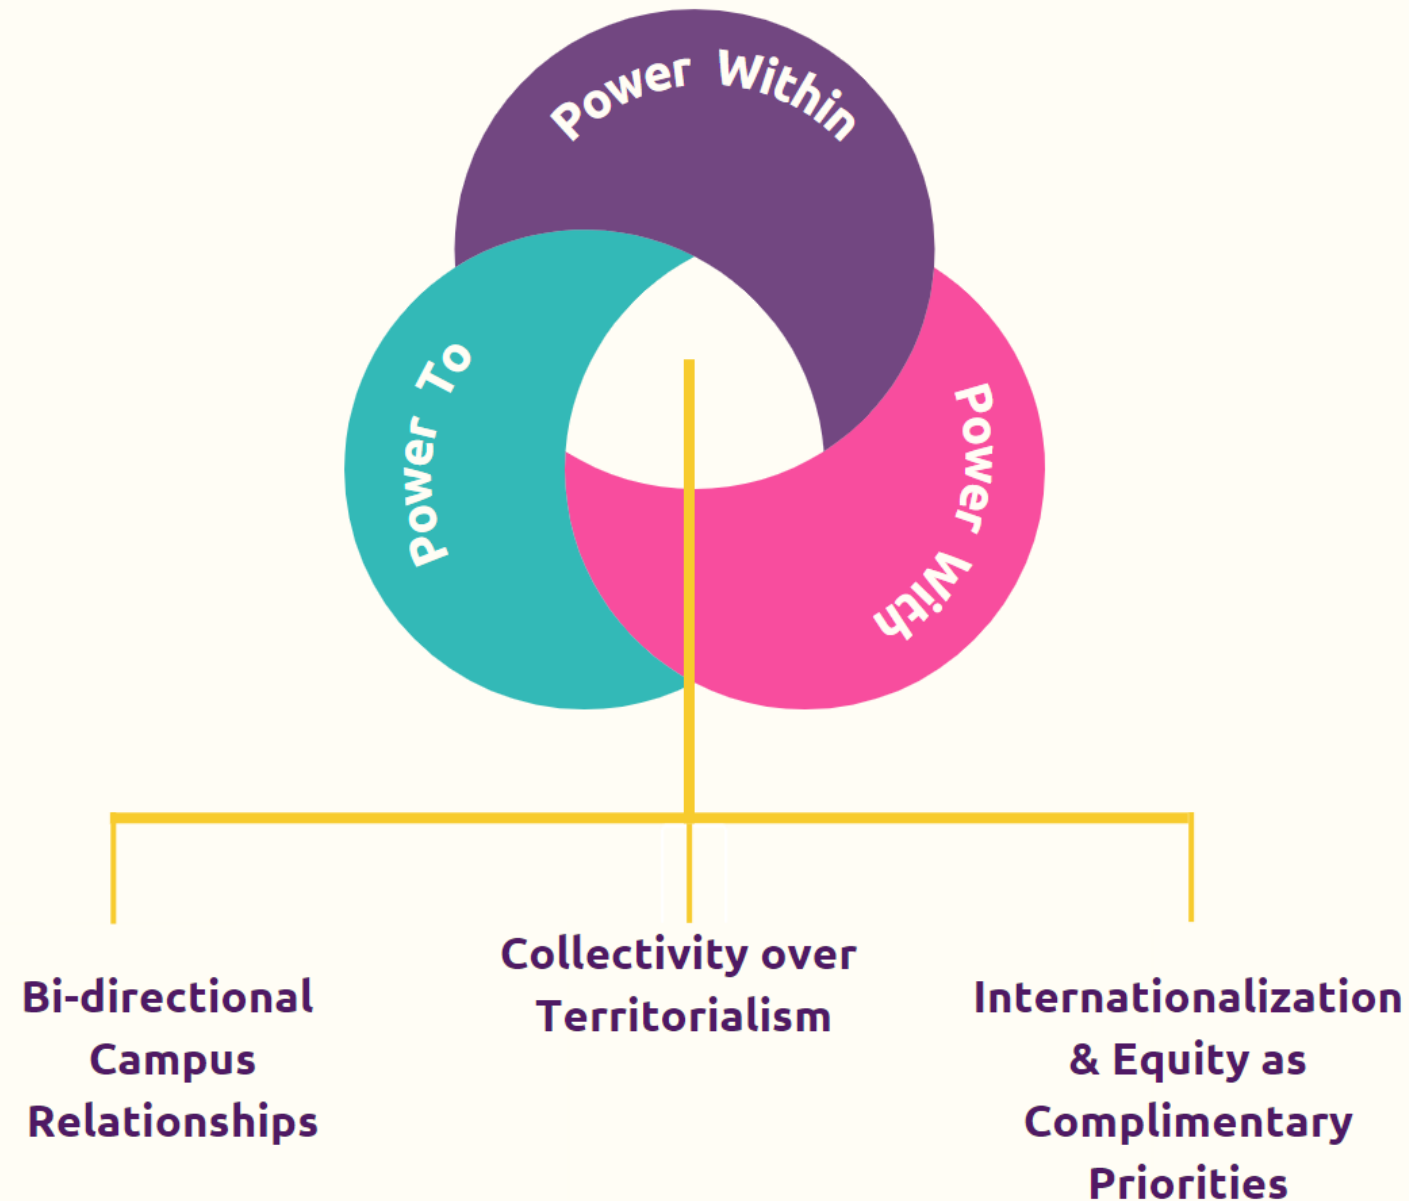 Power Within
Power To
Power With
Collectivity over
Territorialism
Bi-directional
Campus
Relationships
Internationalization
& Equity as
Complimentary
Priorities